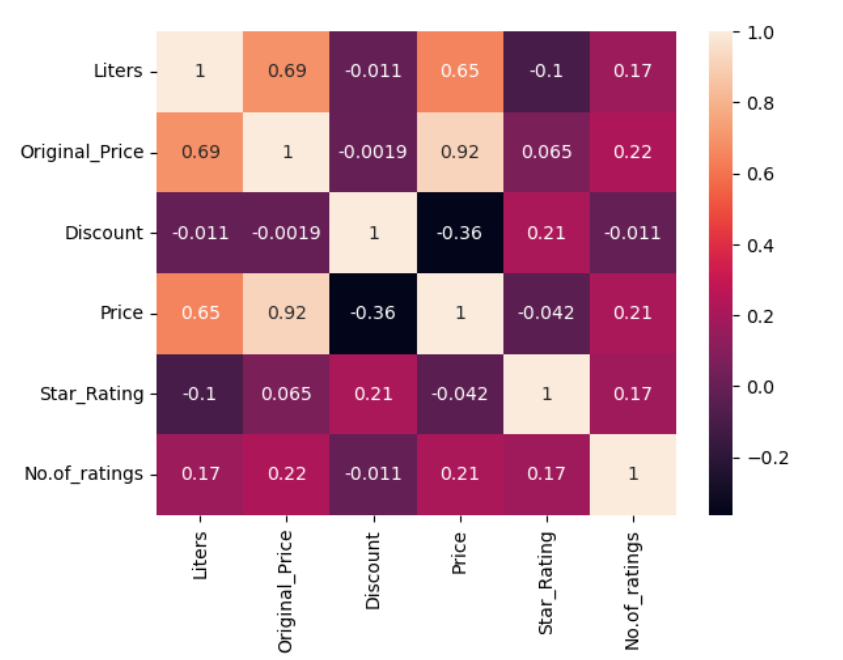 Liters 1 0.69 -0.011 0.65 -0.1 0.17
Original_Price 0.69 1 -0.0019 0.92 0.065 0.22
Discount -0.011 -0.0019 1 -0.36 0.21 -0.011
Price 0.65 0.92 -0.36 1 -0.042 0.21
Star_Rating -0.1 0.065 0.21 -0.042 1 0.17
No.of_ratings 0.17 0.22 -0.011 0.21 0.17 1
Liters Original_Price Discount Price Star_Rating No.of_ratings
1.0
0.8
0.6
0.4
0.2
0.0
−0.2